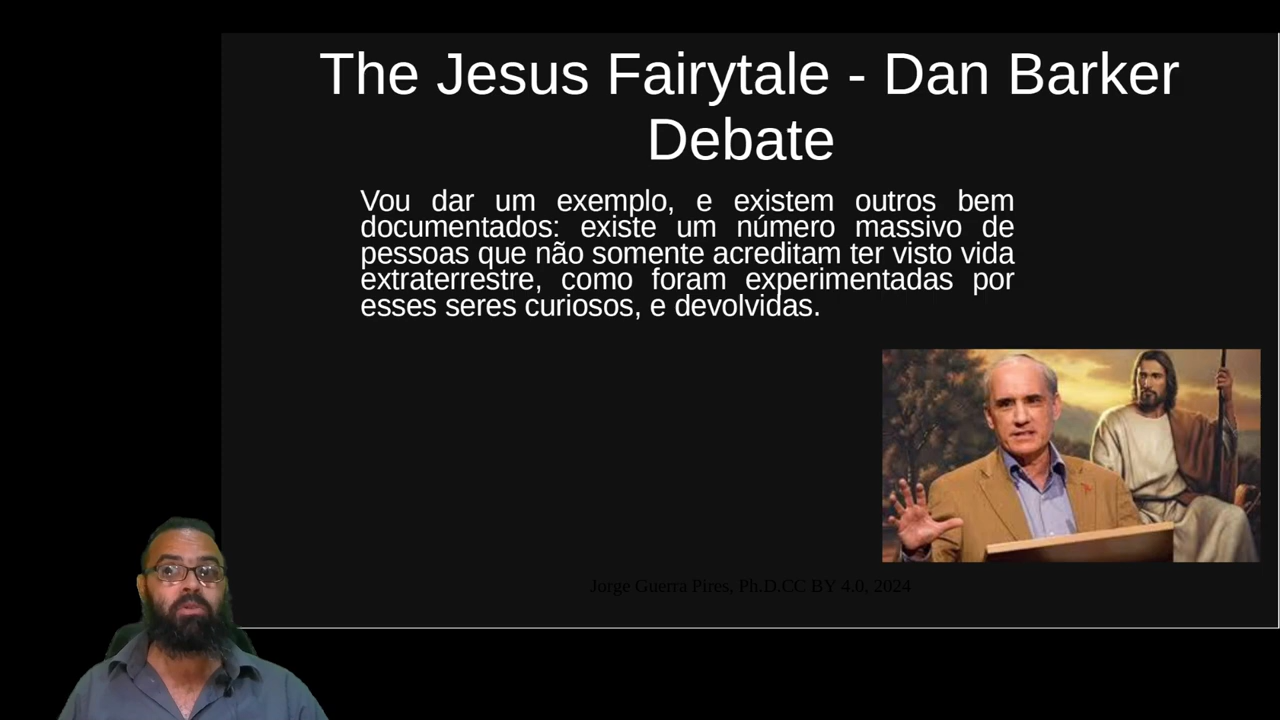 The Jesus Fairytale - Dan Barker
Debate
Vou dar um exemplo, e existem outros bem
documentados: existe um número massivo de
pessoas que não somente acreditam ter visto vida
extraterrestre, como foram experimentadas por
esses seres curiosos, e devolvidas.
Jorge Guerra Pires, Ph.D.CC BY 4.0, 2024